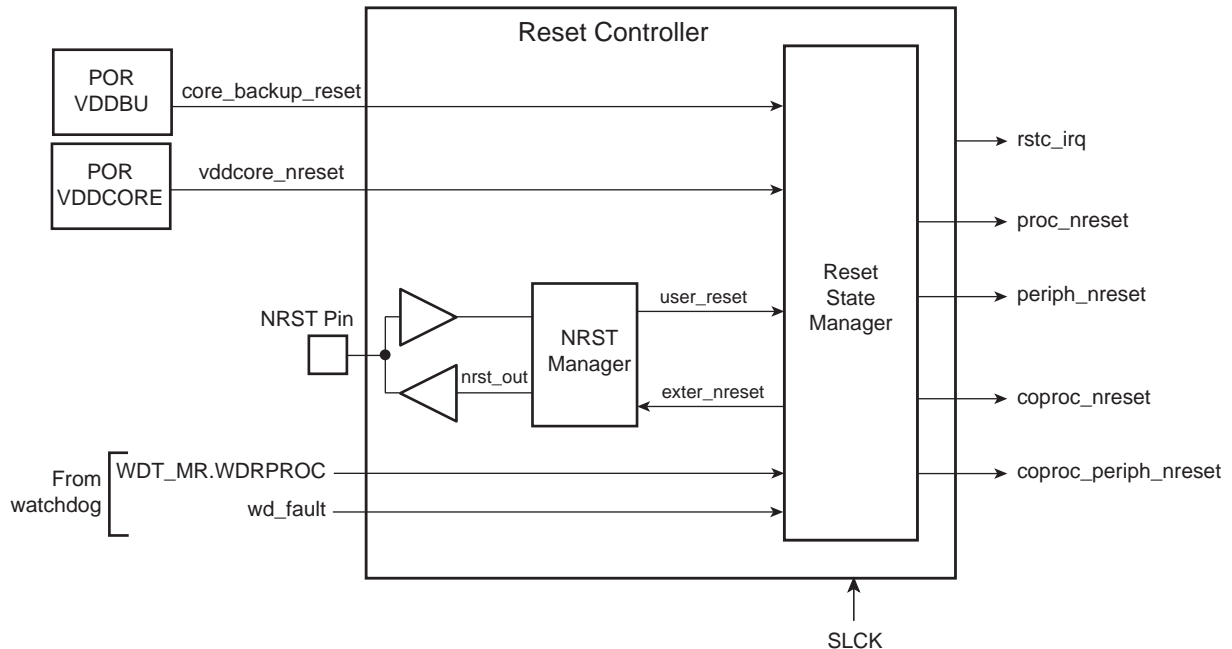 Reset Controller
POR
VDDBU
core_backup_reset
rstc_irq
POR
VDDCORE
vddcore_nreset
proc_nreset
Reset
State
Manager
periph_nreset
NRST Pin
NRST
Manager
user_reset
nrst_out
exter_nreset
coproc_nreset
From
watchdog
WDT_MR.WDRPROC
coproc_periph_nreset
wd_fault
SLCK